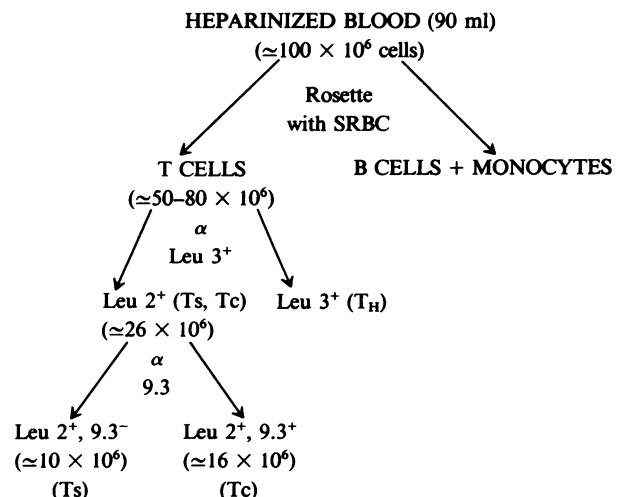 HEPARINIZED BLOOD (90 ml)
(≃100 × 10⁶ cells)
Rosette
with SRBC
T CELLS
(≃50–80 × 10⁶)
B CELLS + MONOCYTES
α
Leu 3⁺
Leu 2⁺ (Ts, Tc)
(≃26 × 10⁶)
Leu 3⁺ (T_H)
α
9.3
Leu 2⁺, 9.3⁻
(≃10 × 10⁶)
(Ts)
Leu 2⁺, 9.3⁺
(≃16 × 10⁶)
(Tc)